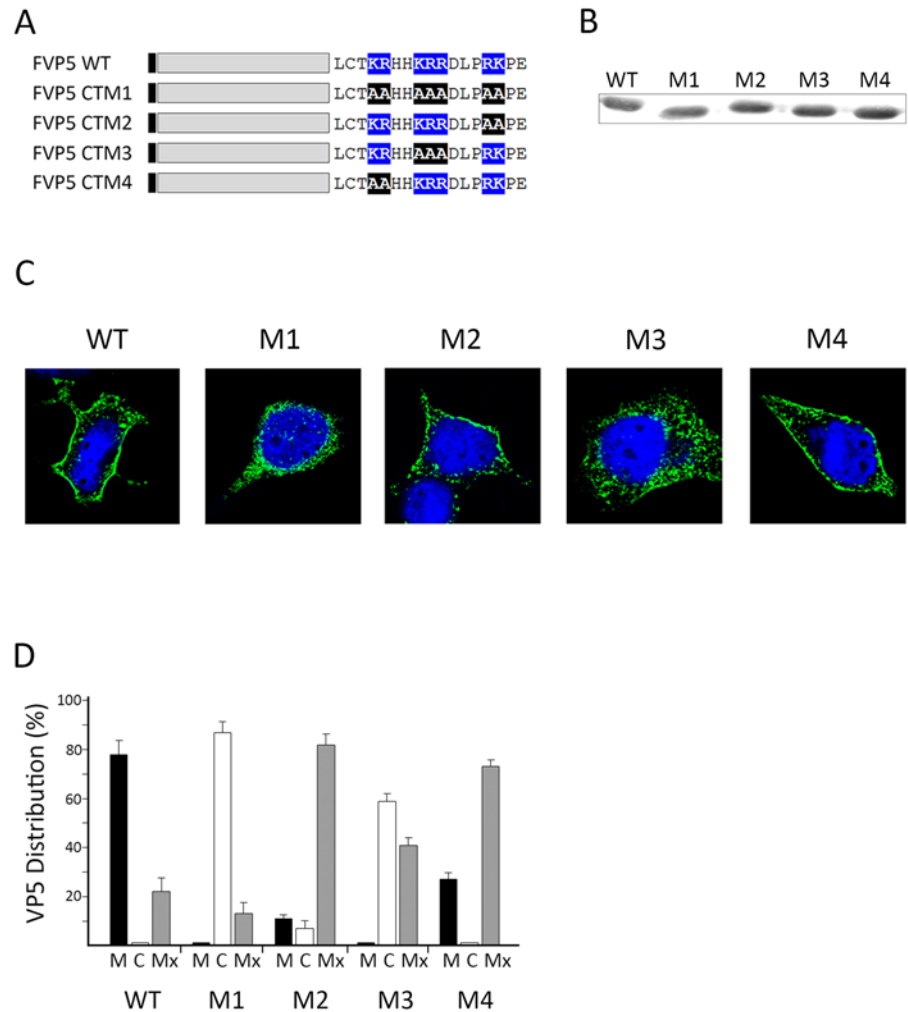 A
FVP5 WT LCTKRHHKRRDLPRKPE
FVP5 CTM1 LCTAAHHAAADLPAAPE
FVP5 CTM2 LCTKRHHKRRDLPAAPE
FVP5 CTM3 LCTKRHHAAADLPRKPE
FVP5 CTM4 LCTAAHHKRRDLPRKPE
B
WT M1 M2 M3 M4
C
WT M1 M2 M3 M4
D
VP5 Distribution (%)
100
80
60
40
20
M C Mx M C Mx M C Mx M C Mx M C Mx
WT M1 M2 M3 M4